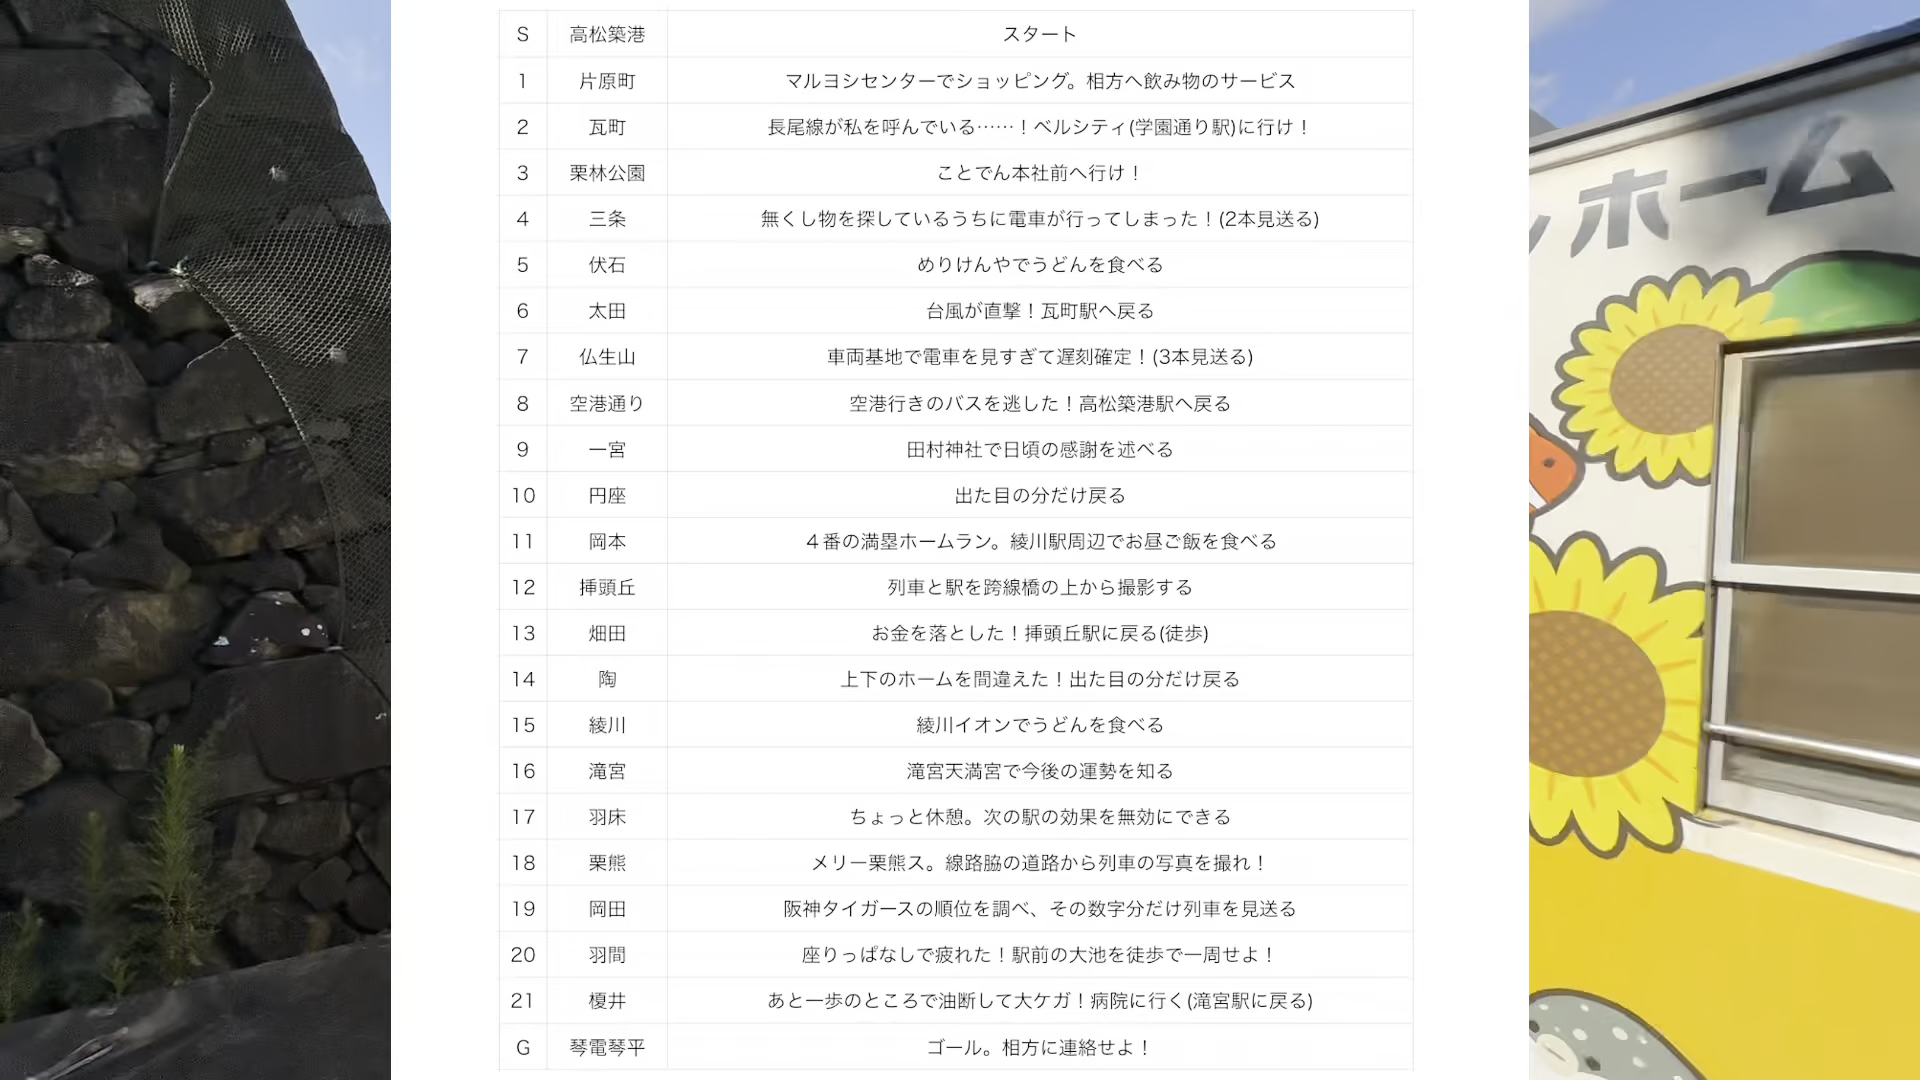 S 高松築港 スタート
1 片原町 マルヨシセンターでショッピング。相方へ飲み物のサービス
2 瓦町 長尾線が私を呼んでいる……！ベルシティ(学園通り駅)に行け！
3 栗林公園 ことでん本社前へ行け！
4 三条 無くし物を探しているうちに電車が行ってしまった！(2本見送る)
5 伏石 めりけんやでうどんを食べる
6 太田 台風が直撃！瓦町駅へ戻る
7 仏生山 車両基地で電車を見すぎて遅刻確定！(3本見送る)
8 空港通り 空港行きのバスを逃した！高松築港駅へ戻る
9 一宮 田村神社で日頃の感謝を述べる
10 円座 出た目の分だけ戻る
11 岡本 ４番の満塁ホームラン。綾川駅周辺でお昼ご飯を食べる
12 挿頭丘 列車と駅を跨線橋の上から撮影する
13 畑田 お金を落とした！挿頭丘駅に戻る(徒歩)
14 陶 上下のホームを間違えた！出た目の分だけ戻る
15 綾川 綾川イオンでうどんを食べる
16 滝宮 滝宮天満宮で今後の運勢を知る
17 羽床 ちょっと休憩。次の駅の効果を無効にできる
18 栗熊 メリー栗熊ス。線路脇の道路から列車の写真を撮れ！
19 岡田 阪神タイガースの順位を調べ、その数字分だけ列車を見送る
20 羽間 座りっぱなしで疲れた！駅前の大池を徒歩で一周せよ！
21 榎井 あと一歩のところで油断して大ケガ！病院に行く(滝宮駅に戻る)
G 琴電琴平 ゴール。相方に連絡せよ！
ホーム